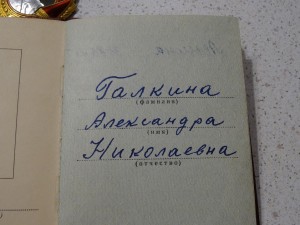 Галкина
(фамилия)
Александра
(имя)
Николаевна
(отчество)